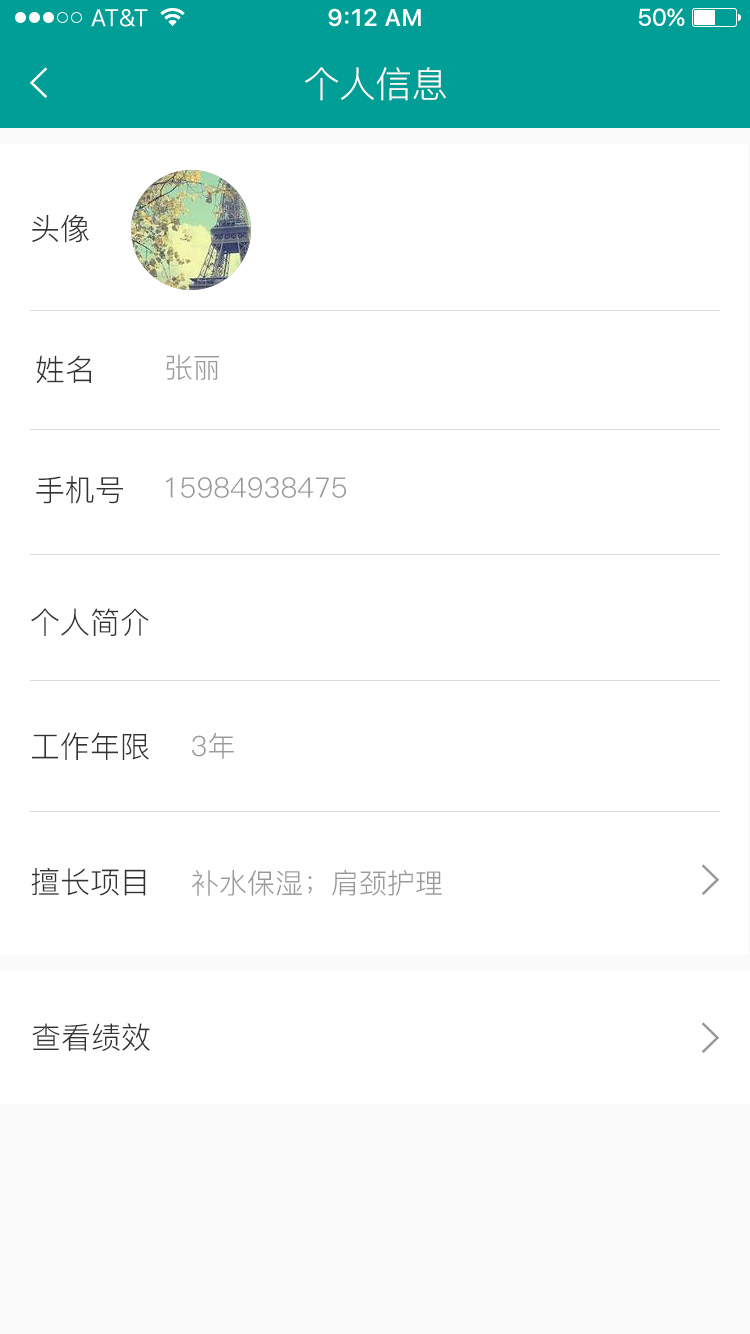 AT&T 9:12 AM 50%
个人信息
头像
姓名 张丽
手机号 15984938475
个人简介
工作年限 3年
擅长项目 补水保湿；肩颈护理
查看绩效